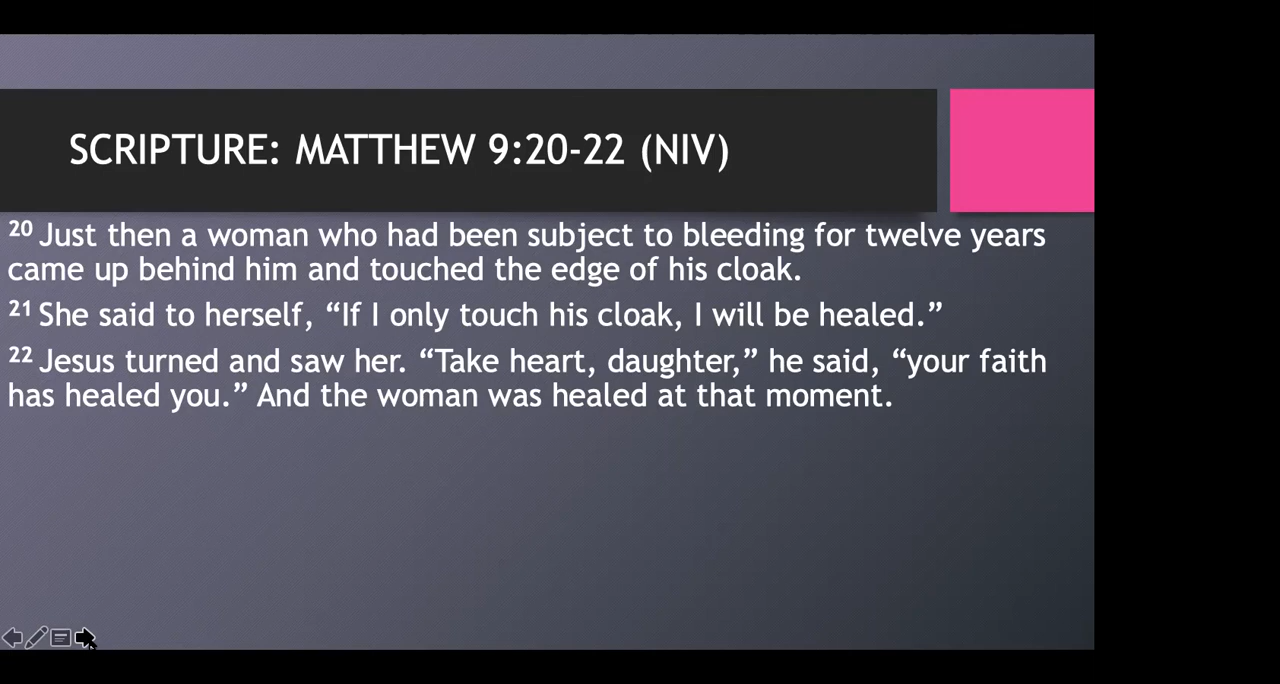 SCRIPTURE: MATTHEW 9:20-22 (NIV)
20 Just then a woman who had been subject to bleeding for twelve years
came up behind him and touched the edge of his cloak.
21 She said to herself, “If I only touch his cloak, I will be healed.”
22 Jesus turned and saw her. “Take heart, daughter,” he said, “your faith
has healed you.” And the woman was healed at that moment.